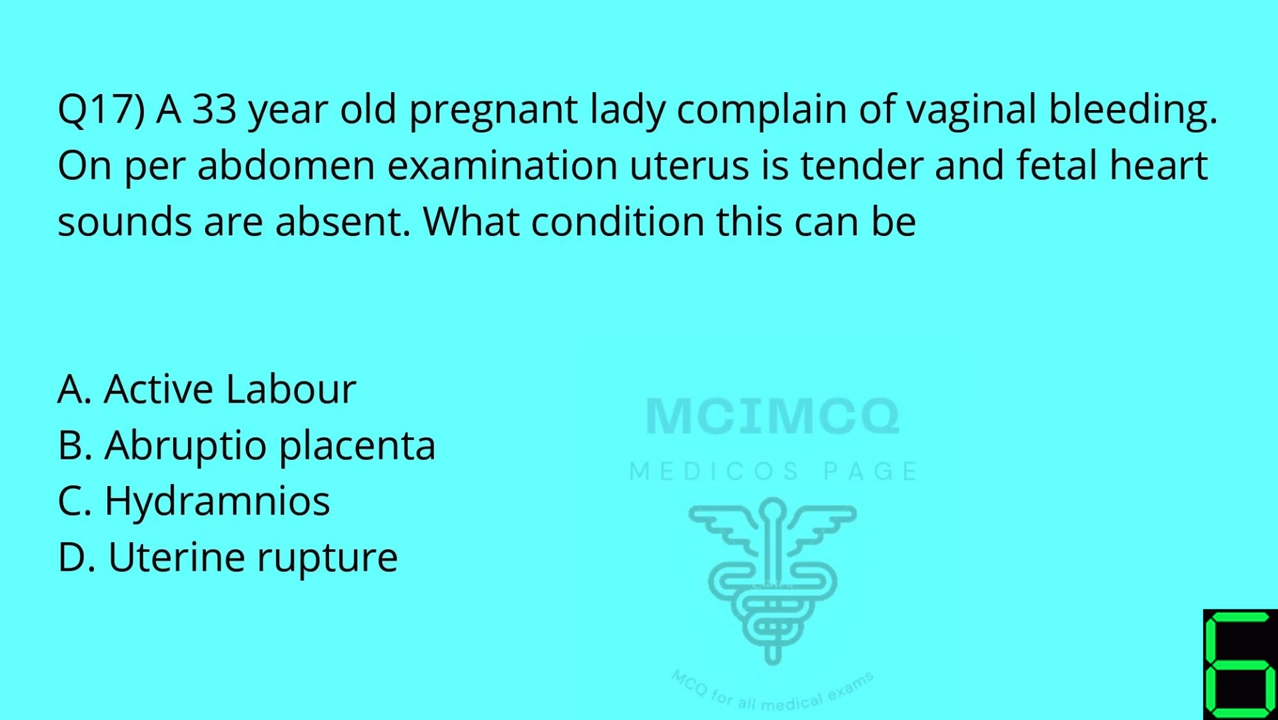 Q17) A 33 year old pregnant lady complain of vaginal bleeding.
On per abdomen examination uterus is tender and fetal heart
sounds are absent. What condition this can be
A. Active Labour
B. Abruptio placenta
C. Hydramnios
D. Uterine rupture
MCIMCQ
MEDICOS PAGE
MCQ for all medical exams
6